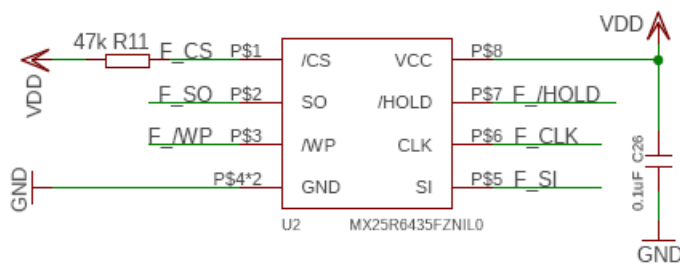 VDD
47k R11 F_CS P$1 /CS VCC P$8
VDD
F_SO P$2 SO /HOLD P$7 F_/HOLD
F_/WP P$3 /WP CLK P$6 F_CLK
GND P$4*2 GND SI P$5 F_SI
0.1uF C26
U2 MX25R6435FZNIL0
GND